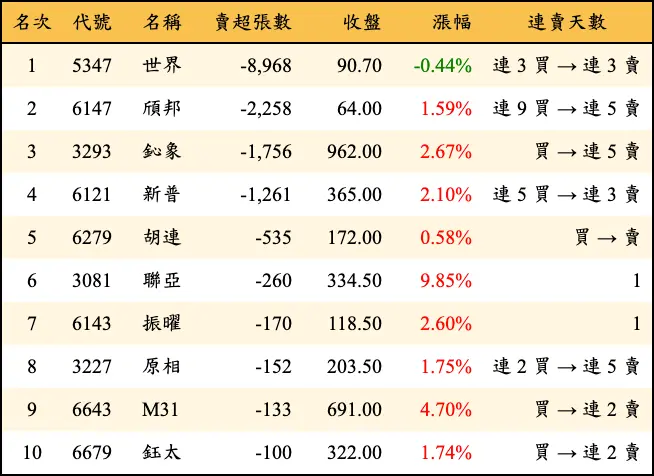 名次 代號 名稱 賣超張數 收盤 漲幅 連賣天數
1 5347 世界 -8,968 90.70 -0.44% 連 3 買 → 連 3 賣
2 6147 頎邦 -2,258 64.00 1.59% 連 9 買 → 連 5 賣
3 3293 鈊象 -1,756 962.00 2.67% 買 → 連 5 賣
4 6121 新普 -1,261 365.00 2.10% 連 5 買 → 連 3 賣
5 6279 胡連 -535 172.00 0.58% 買 → 賣
6 3081 聯亞 -260 334.50 9.85% 1
7 6143 振曜 -170 118.50 2.60% 1
8 3227 原相 -152 203.50 1.75% 連 2 買 → 連 5 賣
9 6643 M31 -133 691.00 4.70% 買 → 連 2 賣
10 6679 鈺太 -100 322.00 1.74% 買 → 連 2 賣